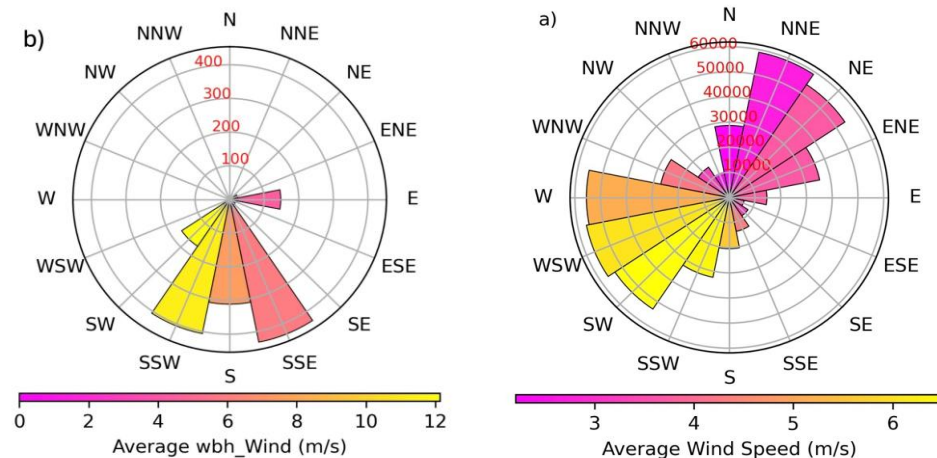 b)
N
NNW
NNE
NW
NE
WNW
ENE
W
E
WSW
ESE
SW
SE
SSW
SSE
S
400
300
200
100
0
2
4
6
8
10
12
Average wbh_Wind (m/s)
a)
N
NNW
NNE
NW
NE
WNW
ENE
W
E
WSW
ESE
SW
SE
SSW
SSE
S
60000
50000
40000
30000
20000
10000
3
4
5
6
Average Wind Speed (m/s)